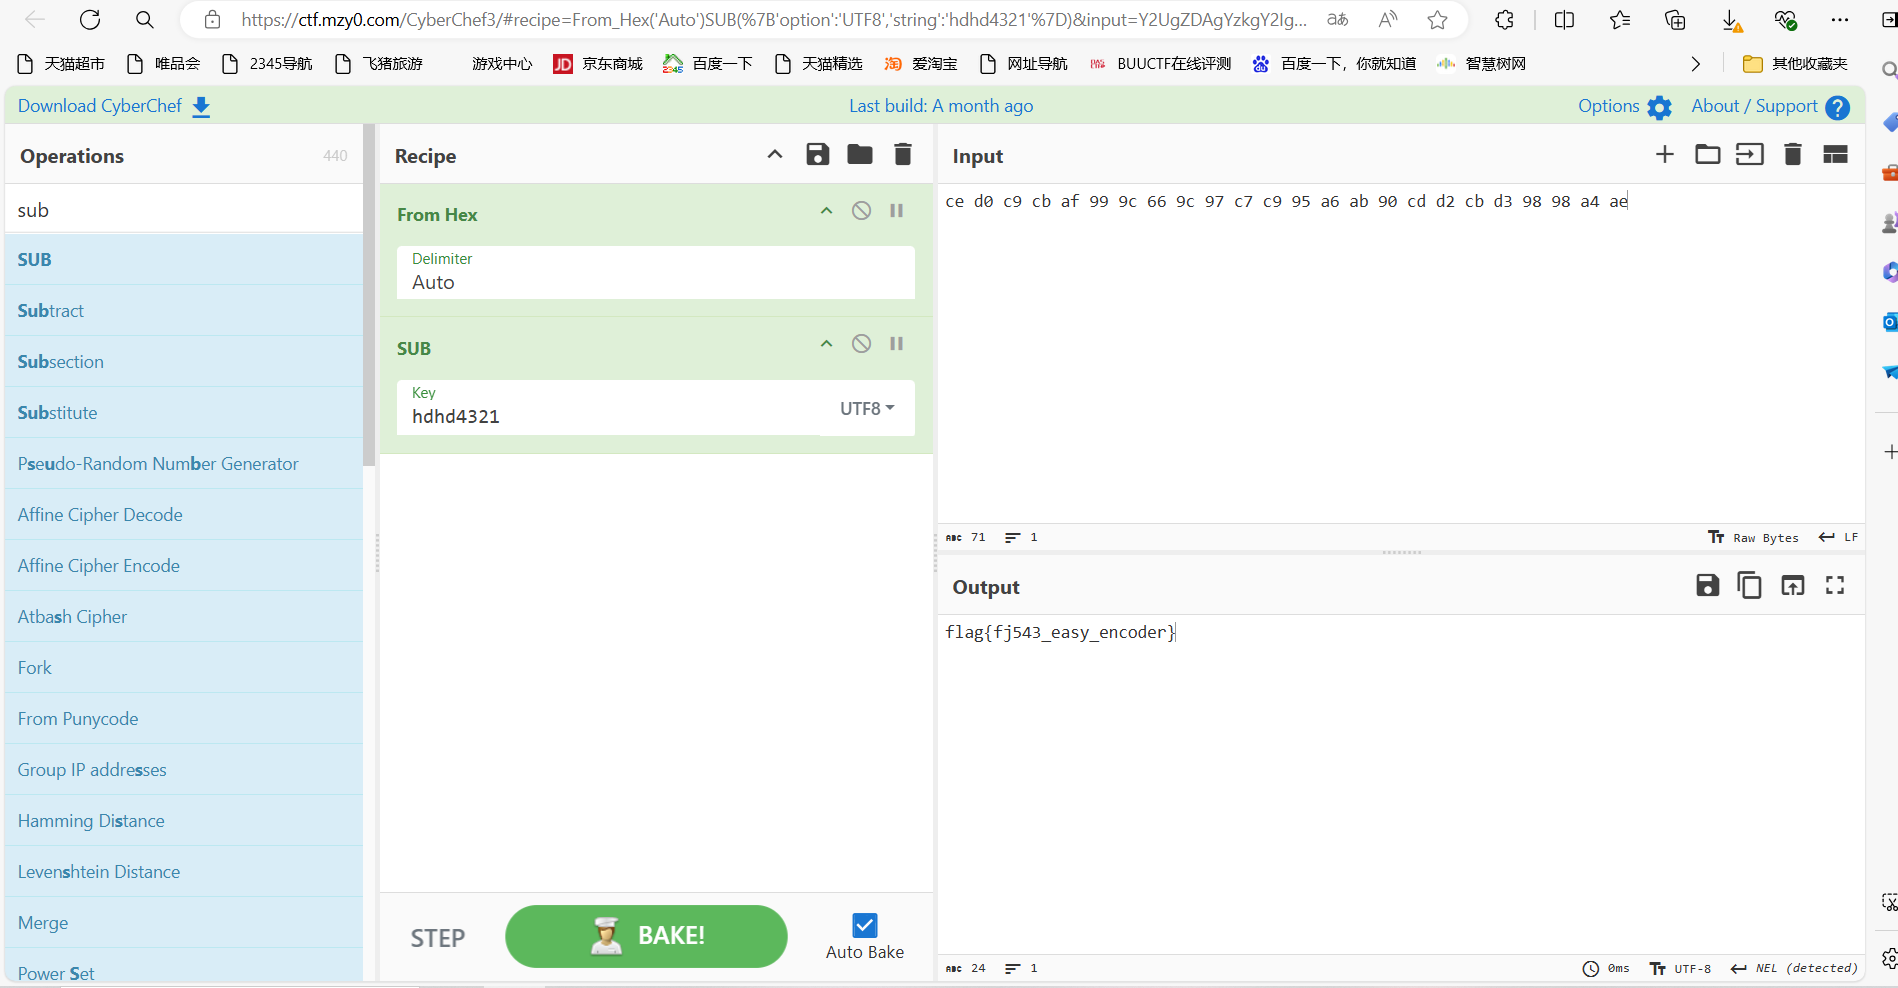 https://ctf.mzy0.com/CyberChef3/#recipe=From_Hex('Auto')SUB(%7B'option':'UTF8','string':'hdhd4321'%7D)&input=Y2UgZDAgYzkgY2Ig...
天猫超市 唯品会 2345导航 飞猪旅游 游戏中心 JD 京东商城 2345 百度一下 天猫精选 淘 爱淘宝 网址导航 BUUCTF在线评测 百度一下，你就知道 智慧树网 其他收藏夹
Download CyberChef
Last build: A month ago
Options
About / Support
Operations
440
sub
SUB
Subtract
Subsection
Substitute
Pseudo-Random Number Generator
Affine Cipher Decode
Affine Cipher Encode
Atbash Cipher
Fork
From Punycode
Group IP addresses
Hamming Distance
Levenshtein Distance
Merge
Power Set
Recipe
From Hex
Delimiter
Auto
SUB
Key
hdhd4321
UTF8
STEP
BAKE!
Auto Bake
Input
ce d0 c9 cb af 99 9c 66 9c 97 c7 c9 95 a6 ab 90 cd d2 cb d3 98 98 a4 ae
ABC 71 1
Raw Bytes LF
Output
flag{fj543_easy_encoder}
ABC 24 1
0ms UTF-8 NEL (detected)